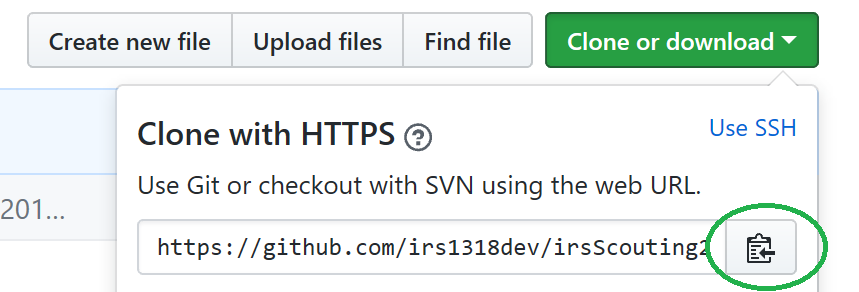 Create new file Upload files Find file Clone or download
Clone with HTTPS ? Use SSH
201...
Use Git or checkout with SVN using the web URL.
https://github.com/irs1318dev/irsScouting2